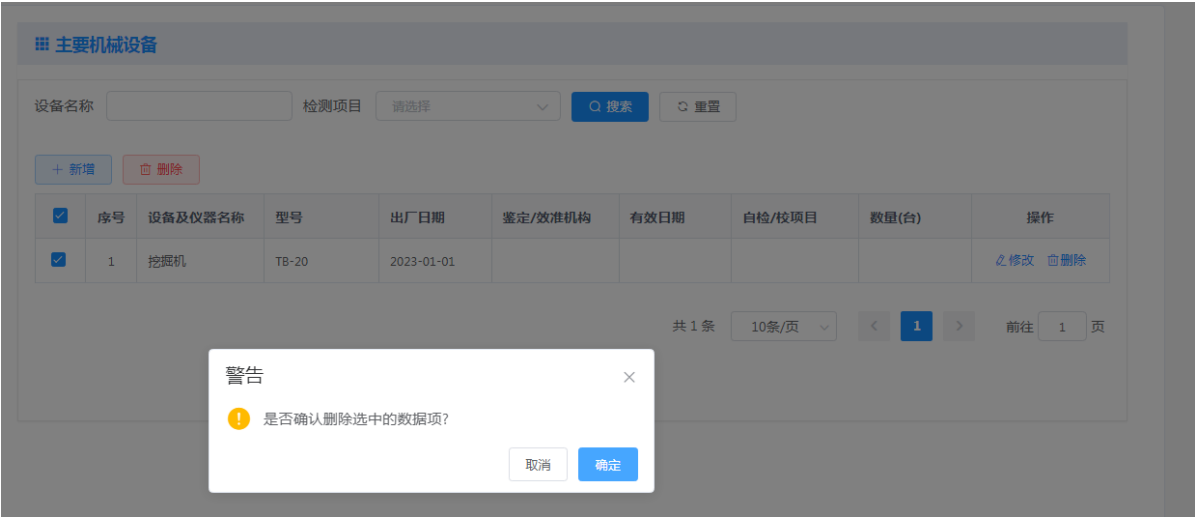 主要机械设备
设备名称 检测项目 请选择 搜索 重置
新增 删除
序号 设备及仪器名称 型号 出厂日期 鉴定/效准机构 有效日期 自检/校项目 数量(台) 操作
1 挖掘机 TB-20 2023-01-01 修改 删除
共 1 条 10条/页 1 前往 1 页
警告
是否确认删除选中的数据项?
取消 确定